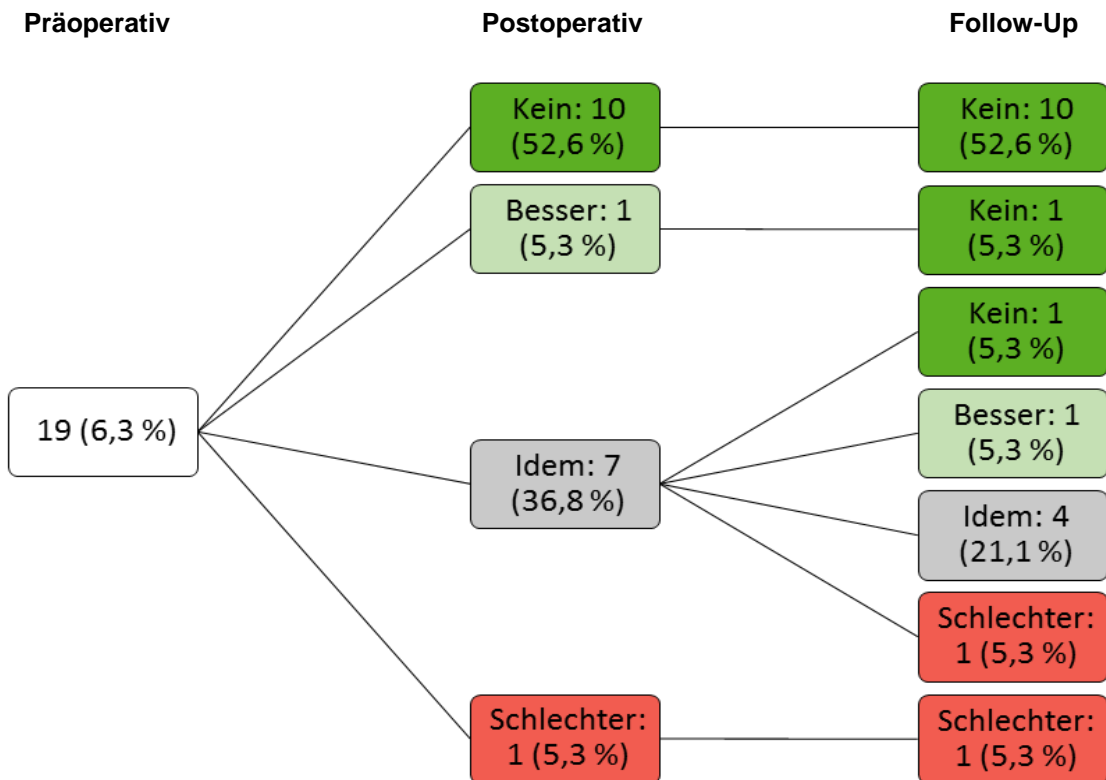 Präoperativ
Postoperativ
Follow-Up
Kein: 10
(52,6 %)
Kein: 10
(52,6 %)
Besser: 1
(5,3 %)
Kein: 1
(5,3 %)
Kein: 1
(5,3 %)
19 (6,3 %)
Besser: 1
(5,3 %)
Idem: 7
(36,8 %)
Idem: 4
(21,1 %)
Schlechter:
1 (5,3 %)
Schlechter:
1 (5,3 %)
Schlechter:
1 (5,3 %)